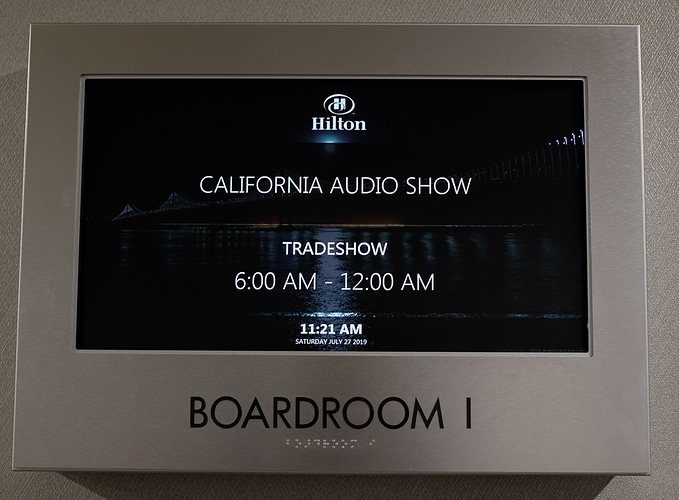 Hilton
CALIFORNIA AUDIO SHOW
TRADESHOW
6:00 AM - 12:00 AM
11:21 AM
SATURDAY JULY 27 2019
BOARDROOM I